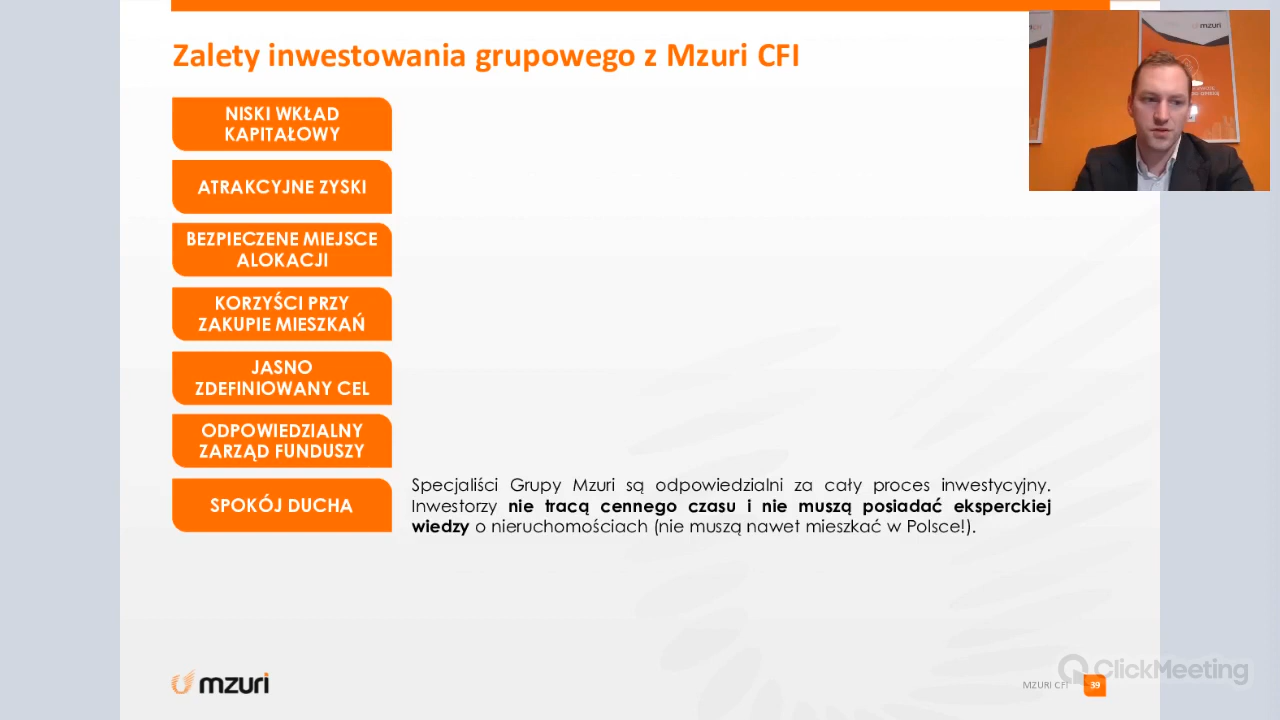 Zalety inwestowania grupowego z Mzuri CFI
NISKI WKŁAD
KAPITAŁOWY
ATRAKCYJNE ZYSKI
BEZPIECZENE MIEJSCE
ALOKACJI
KORZYŚCI PRZY
ZAKUPIE MIESZKAŃ
JASNO
ZDEFINIOWANY CEL
ODPOWIEDZIALNY
ZARZĄD FUNDUSZY
SPOKÓJ DUCHA
Specjaliści Grupy Mzuri są odpowiedzialni za cały proces inwestycyjny.
Inwestorzy nie tracą cennego czasu i nie muszą posiadać eksperckiej
wiedzy o nieruchomościach (nie muszą nawet mieszkać w Polsce!).
mzuri
mzuri
MZURI CFI
39
ClickMeeting